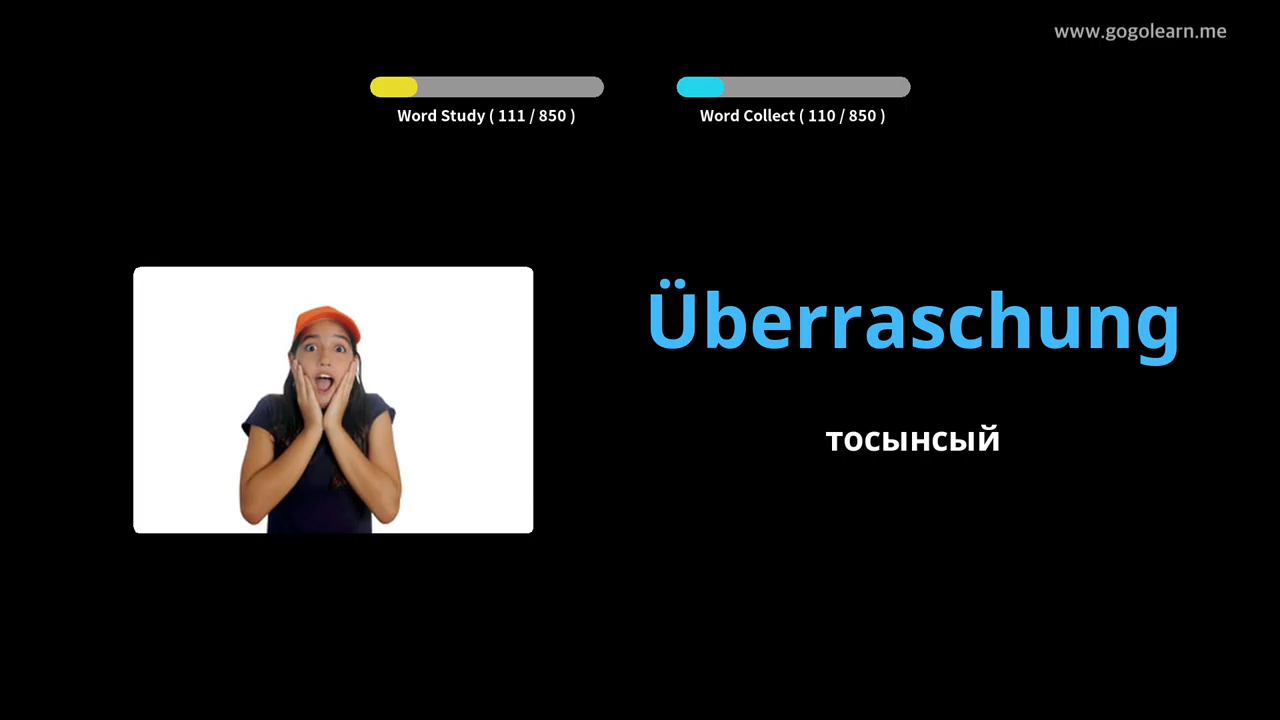 www.gogolearn.me
Word Study ( 111 / 850 )
Word Collect ( 110 / 850 )
Überraschung
тосынсый